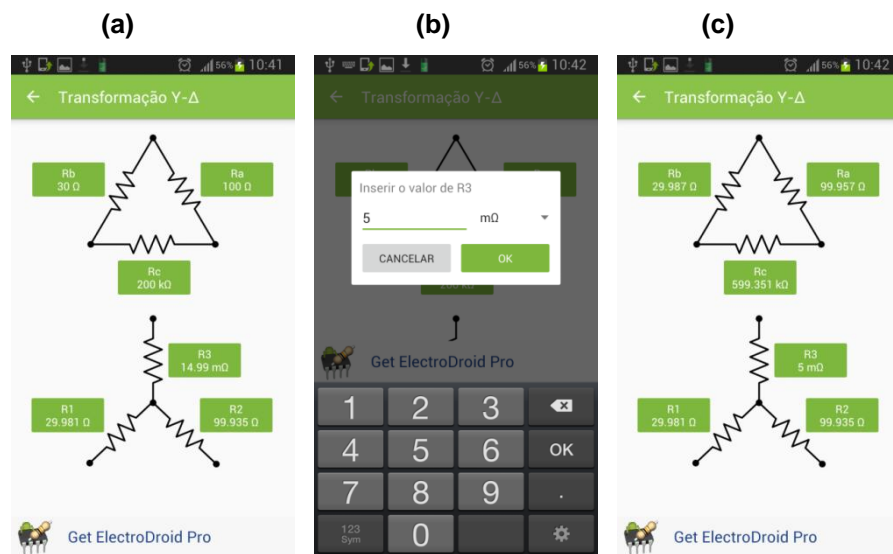 (a)
56% 10:41
Transformação Y-Δ
Rb
30 Ω
Ra
100 Ω
Rc
200 kΩ
R3
14.99 mΩ
R1
29.981 Ω
R2
99.935 Ω
Get ElectroDroid Pro
(b)
56% 10:42
Transformação Y-Δ
Inserir o valor de R3
5 mΩ
CANCELAR OK
200 kΩ
Get ElectroDroid Pro
1 2 3
4 5 6 OK
7 8 9 .
123
Sym
0
(c)
56% 10:42
Transformação Y-Δ
Rb
29.987 Ω
Ra
99.957 Ω
Rc
599.351 kΩ
R3
5 mΩ
R1
29.981 Ω
R2
99.935 Ω
Get ElectroDroid Pro